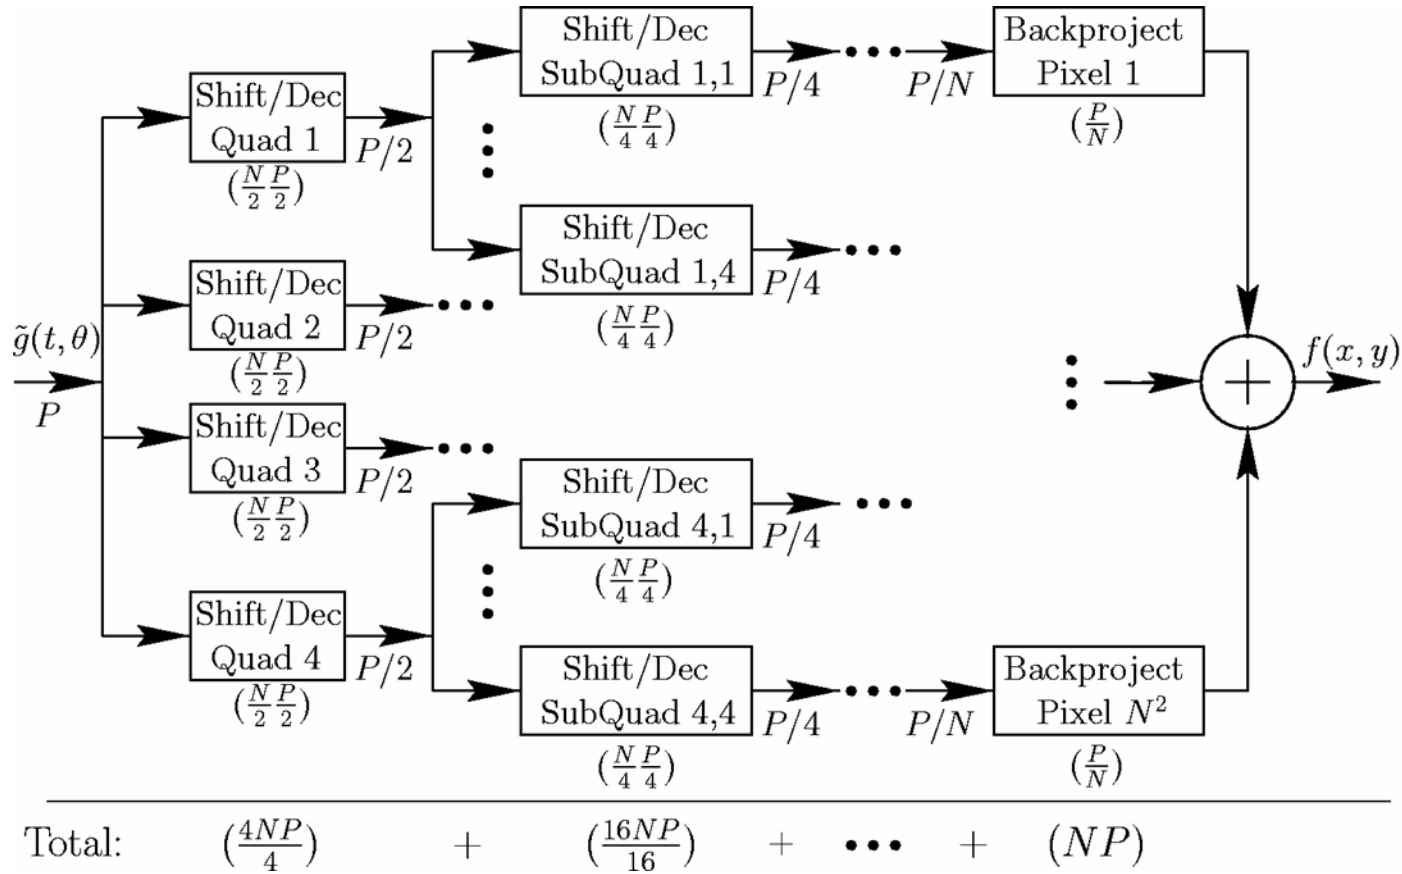 g̃(t, θ)
P
Shift/Dec
Quad 1
(N/2 P/2)
P/2
Shift/Dec
Quad 2
(N/2 P/2)
P/2
Shift/Dec
Quad 3
(N/2 P/2)
P/2
Shift/Dec
Quad 4
(N/2 P/2)
P/2
Shift/Dec
SubQuad 1,1
(N/4 P/4)
P/4
Shift/Dec
SubQuad 1,4
(N/4 P/4)
P/4
Shift/Dec
SubQuad 4,1
(N/4 P/4)
P/4
Shift/Dec
SubQuad 4,4
(N/4 P/4)
P/4
P/N
Backproject
Pixel 1
(P/N)
P/N
Backproject
Pixel N²
(P/N)
+
f(x, y)
Total: (4NP/4) + (16NP/16) + ••• + (NP)